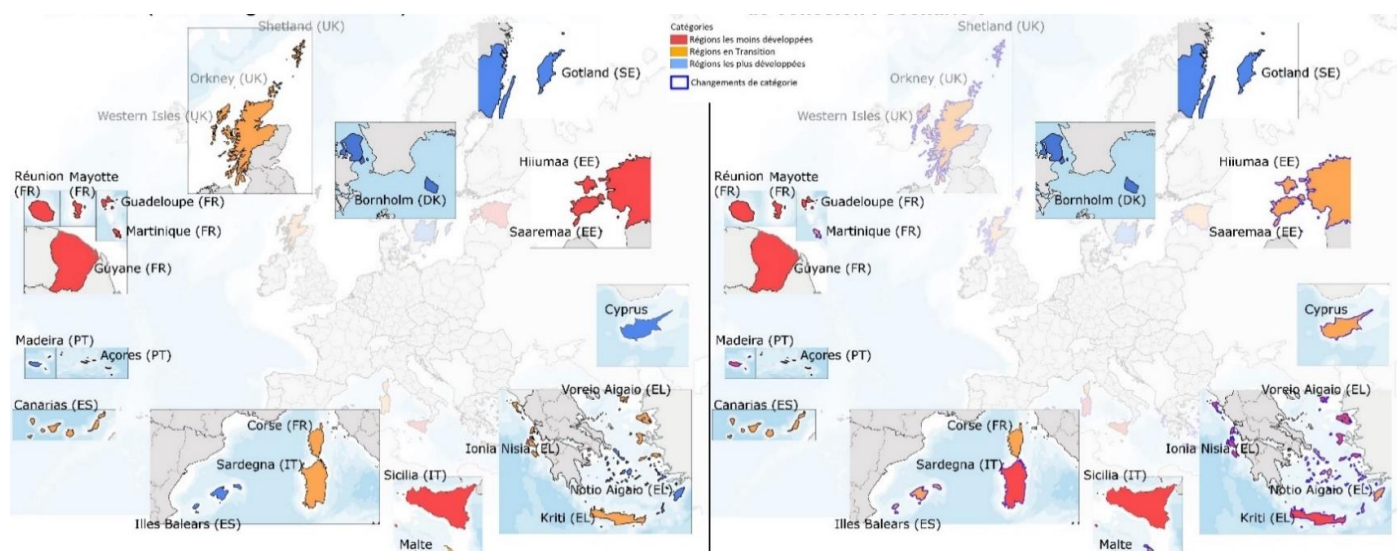 Shetland (UK)
Orkney (UK)
Western Isles (UK)
Gotland (SE)
Hiiumaa (EE)
Bornholm (DK)
Saaremaa (EE)
Réunion
(FR)
Mayotte
(FR)
Guadeloupe (FR)
Martinique (FR)
Guyane (FR)
Cyprus
Madeira (PT)
Açores (PT)
Canarias (ES)
Voreio Aigaio (EL)
Corse (FR)
Ionia Nisia (EL)
Sardegna (IT)
Sicilia (IT)
Notio Aigaio (EL)
Kriti (EL)
Illes Balears (ES)
Malte
Catégories
Régions les moins développées
Régions en Transition
Régions les plus développées
Changements de catégorie
Shetland (UK)
Orkney (UK)
Western Isles (UK)
Gotland (SE)
Hiiumaa (EE)
Bornholm (DK)
Saaremaa (EE)
Réunion
(FR)
Mayotte
(FR)
Guadeloupe (FR)
Martinique (FR)
Guyane (FR)
Cyprus
Madeira (PT)
Açores (PT)
Canarias (ES)
Voreio Aigaio (EL)
Corse (FR)
Ionia Nisia (EL)
Sardegna (IT)
Sicilia (IT)
Notio Aigaio (EL)
Kriti (EL)
Illes Balears (ES)
Malte